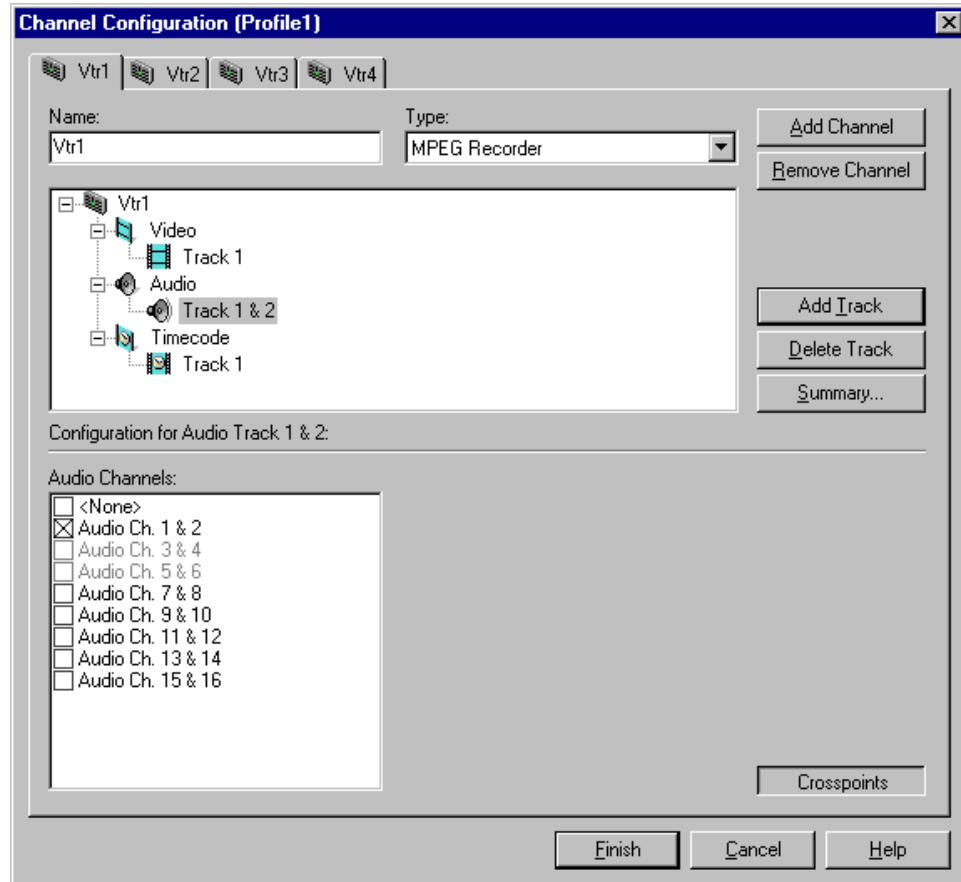 Channel Configuration (Profile1)
Vtr1
Vtr2
Vtr3
Vtr4
Name:
Type:
Vtr1
MPEG Recorder
Add Channel
Remove Channel
Vtr1
Video
Track 1
Audio
Track 1 & 2
Timecode
Track 1
Add Track
Delete Track
Summary...
Configuration for Audio Track 1 & 2:
Audio Channels:
<None>
Audio Ch. 1 & 2
Audio Ch. 3 & 4
Audio Ch. 5 & 6
Audio Ch. 7 & 8
Audio Ch. 9 & 10
Audio Ch. 11 & 12
Audio Ch. 13 & 14
Audio Ch. 15 & 16
Crosspoints
Finish
Cancel
Help